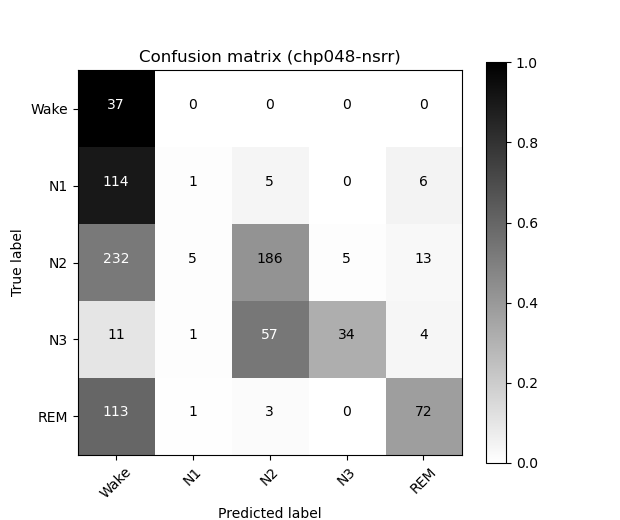 Confusion matrix (chp048-nsrr)
True label
Wake 37 0 0 0 0
N1 114 1 5 0 6
N2 232 5 186 5 13
N3 11 1 57 34 4
REM 113 1 3 0 72
Wake N1 N2 N3 REM
Predicted label
1.0
0.8
0.6
0.4
0.2
0.0